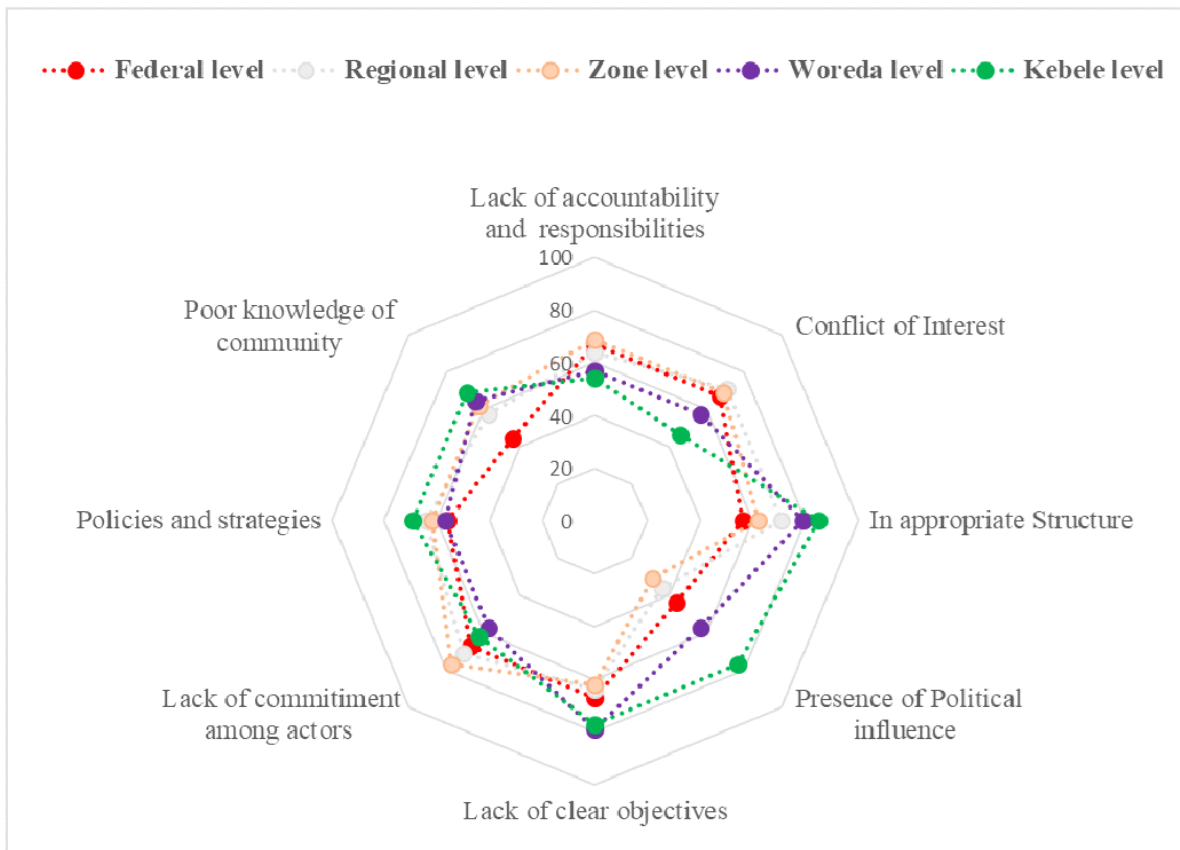 Federal level Regional level Zone level Woreda level Kebele level
Lack of accountability
and responsibilities
100
Poor knowledge of
community
80
Conflict of Interest
60
40
20
Policies and strategies
0
In appropriate Structure
Lack of commitiment
among actors
Presence of Political
influence
Lack of clear objectives